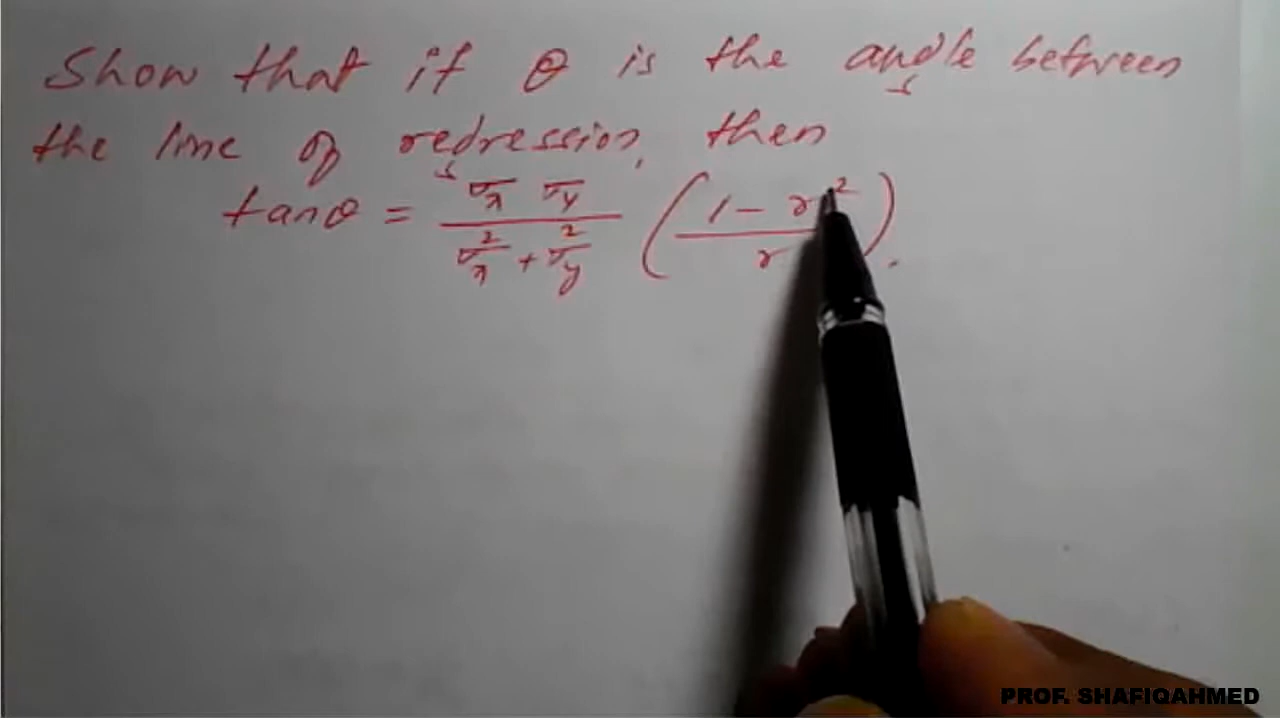 Show that if θ is the angle between
the line of regression, then
tanθ = σx σy / σx² + σy² (1 - r² / r).
PROF. SHAFIQAHMED